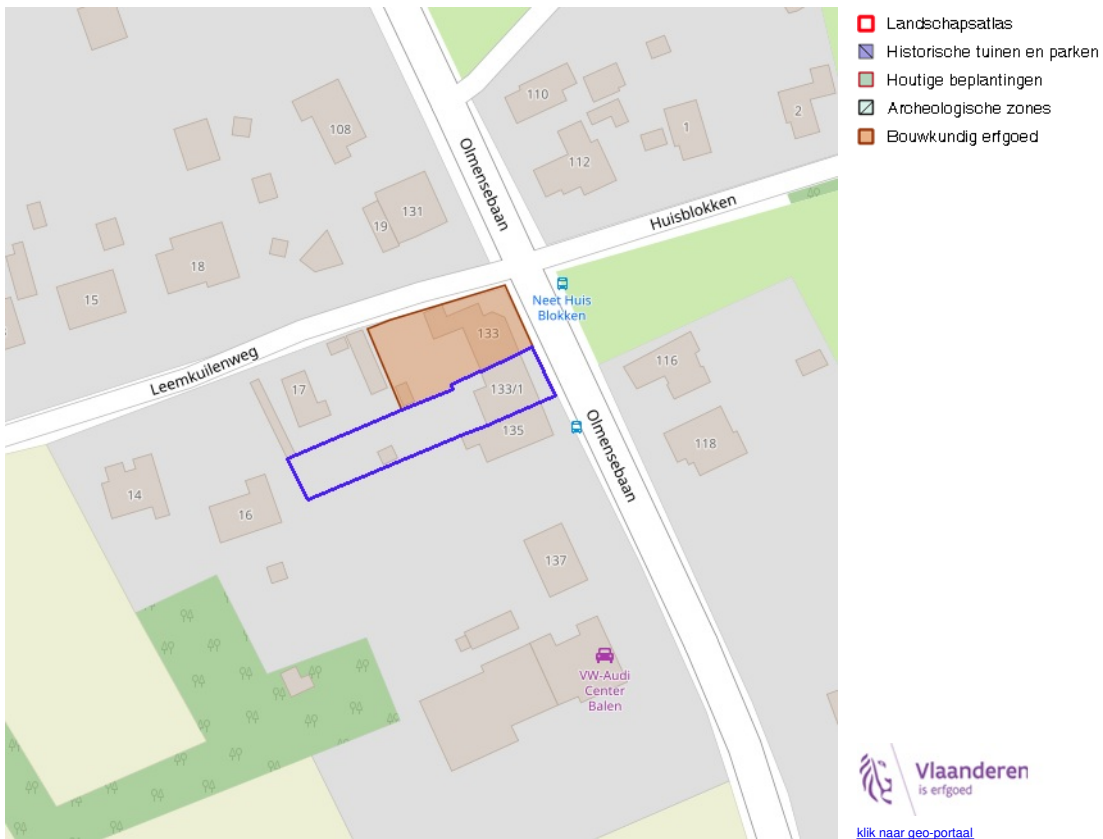 Landschapsatlas
Historische tuinen en parken
Houtige beplantingen
Archeologische zones
Bouwkundig erfgoed
108
110
112
1
2
Olmensebaan
131
19
Huisblokken
18
15
Neet Huis
Blokken
133
116
Leemkuilenweg
17
133/1
135
Olmensebaan
118
14
16
137
VW-Audi
Center
Balen
Vlaanderen
is erfgoed
klik naar geo-portaal